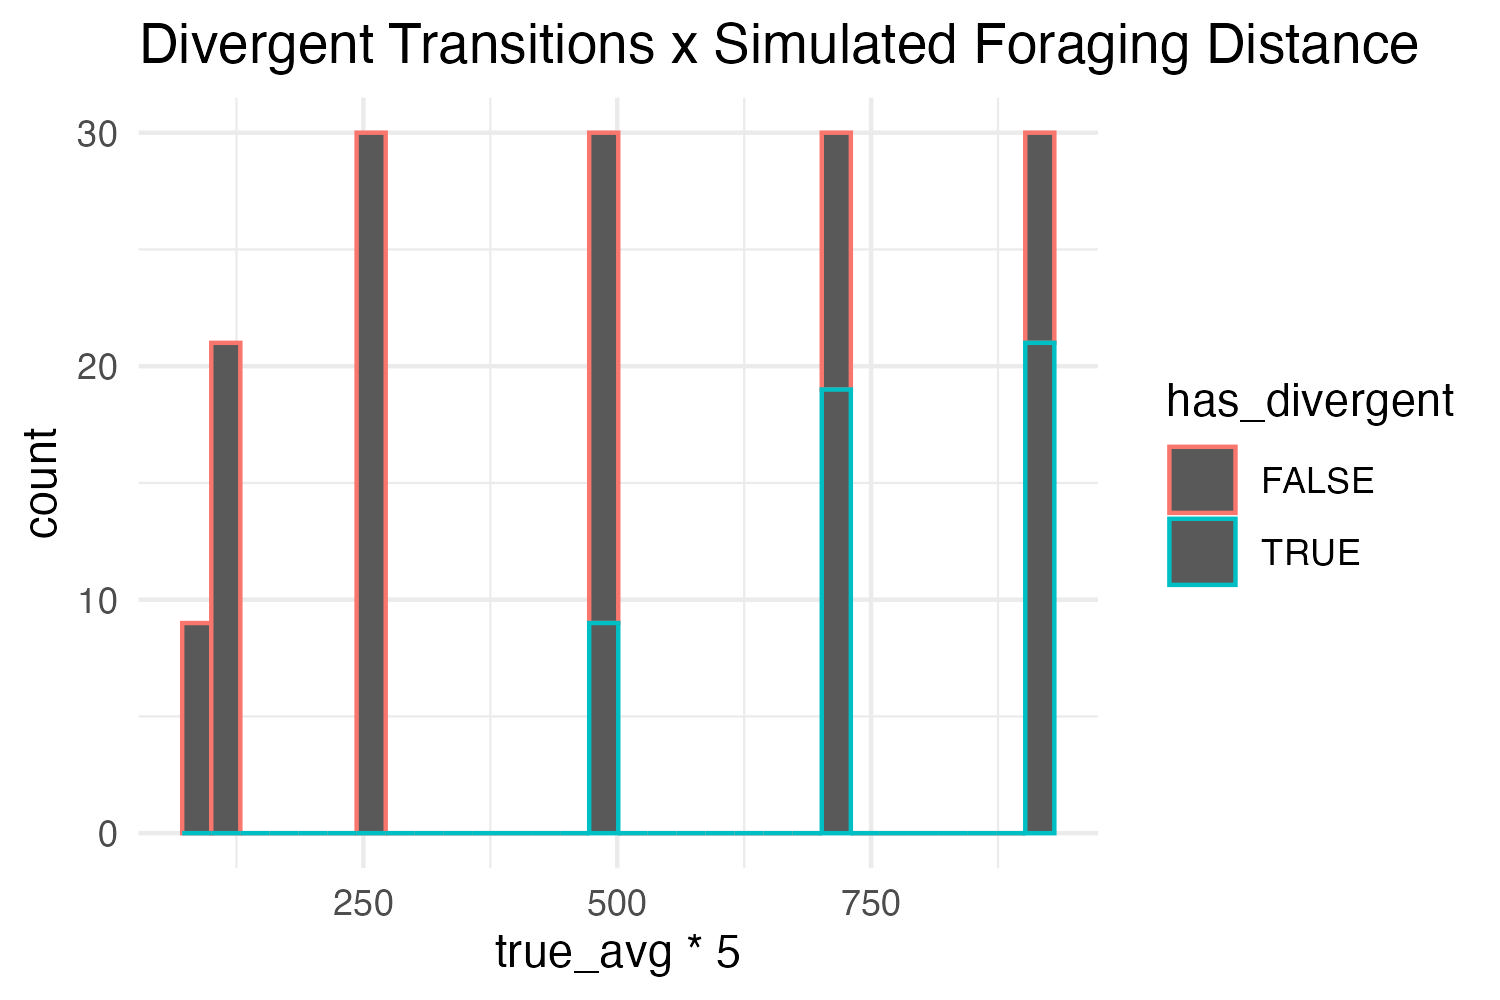 Divergent Transitions x Simulated Foraging Distance
30
20
10
0
count
250 500 750
true_avg * 5
has_divergent
FALSE
TRUE